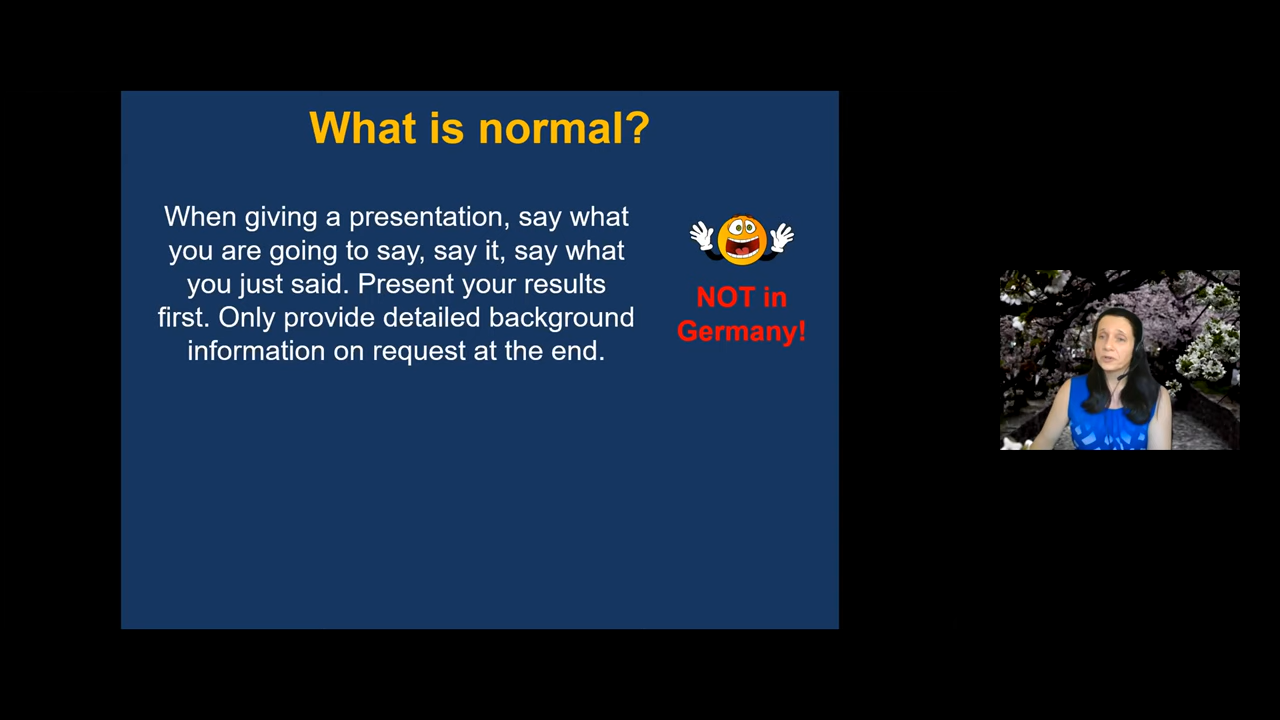 What is normal?
When giving a presentation, say what
you are going to say, say it, say what
you just said. Present your results
first. Only provide detailed background
information on request at the end.
NOT in
Germany!